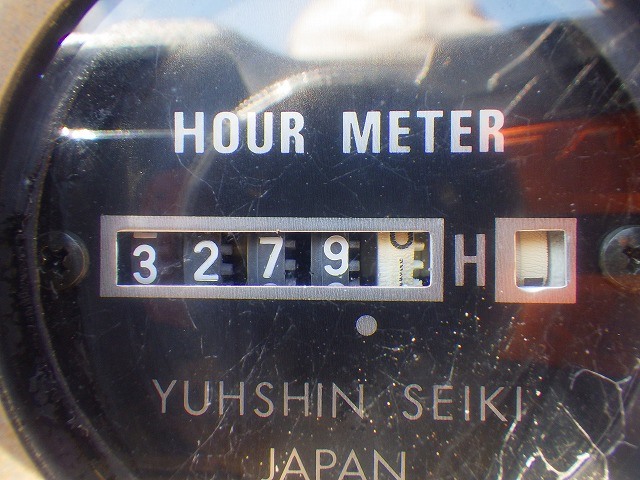 HOUR METER
3279 H
YUHSHIN SEIKI
JAPAN